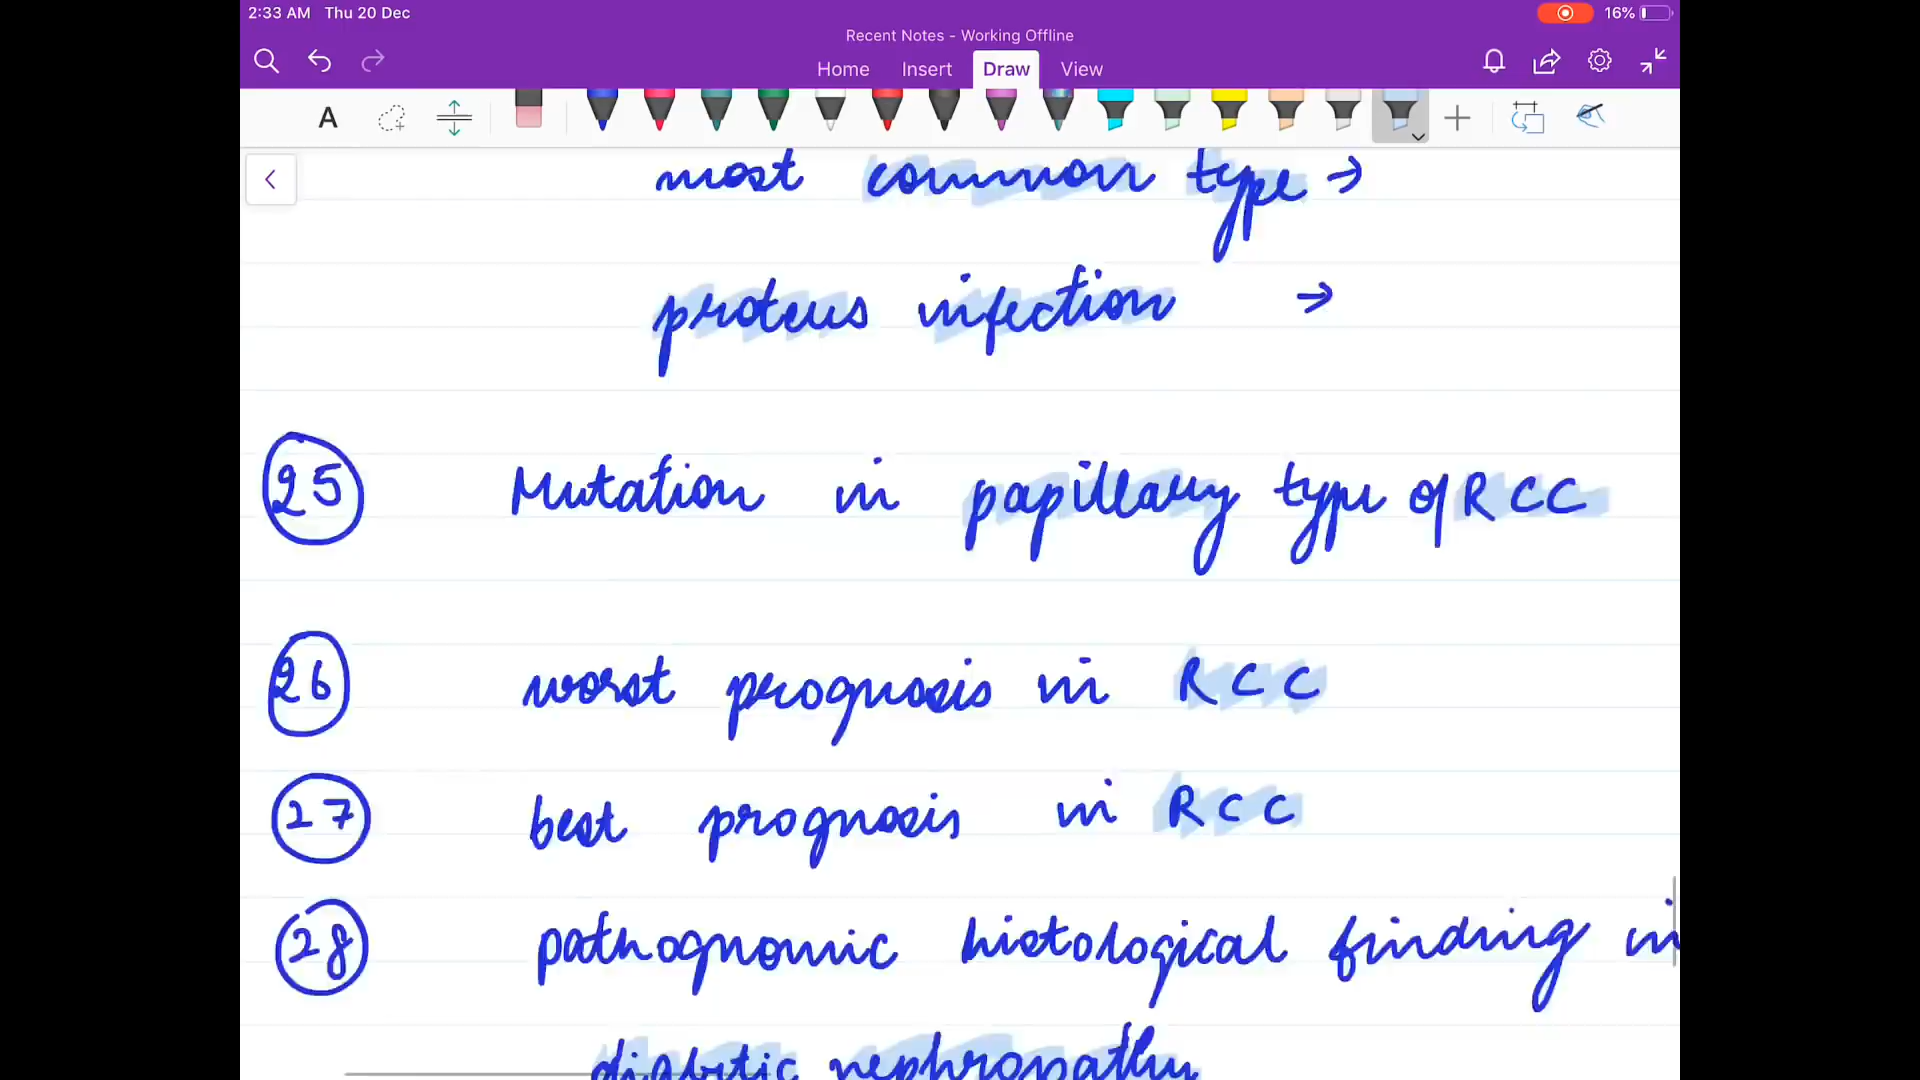 2:33 AM Thu 20 Dec 16%
Recent Notes - Working Offline
Home Insert Draw View
A
most common type →
proteus infection →
25 Mutation in papillary type of RCC
26 worst prognosis in RCC
27 best prognosis in RCC
28 pathognomic histological finding in
diabetic nephropathy